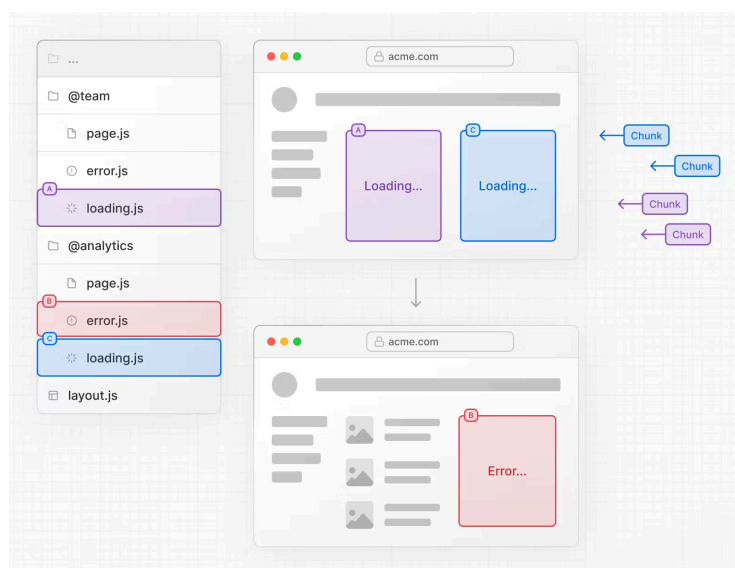 ...
@team
page.js
error.js
A
loading.js
@analytics
page.js
B
error.js
C
loading.js
layout.js
acme.com
A
Loading...
C
Loading...
Chunk
Chunk
Chunk
Chunk
acme.com
B
Error...